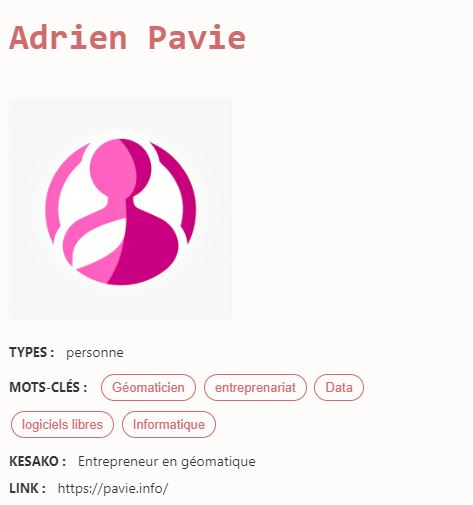 Adrien Pavie
TYPES : personne
MOTS-CLÉS : Géomaticien entreprenariat Data
logiciels libres Informatique
KESAKO : Entrepreneur en géomatique
LINK : https://pavie.info/